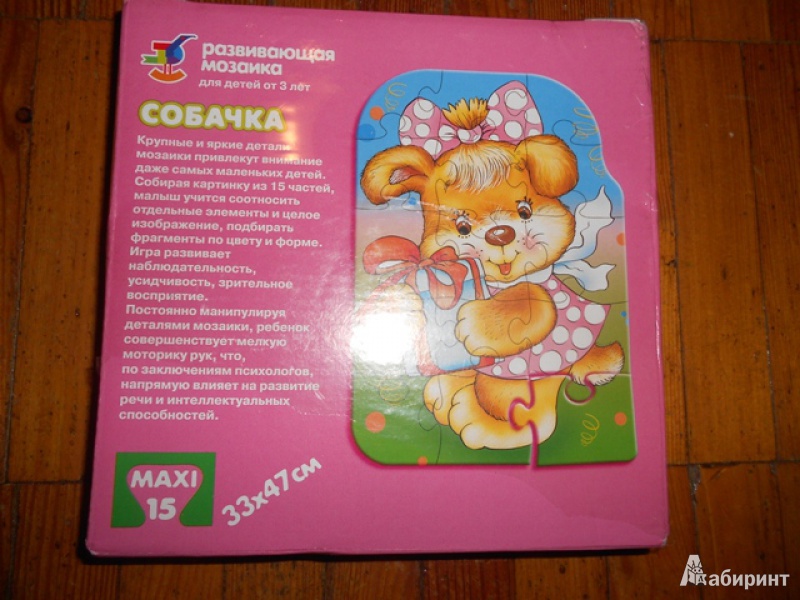 развивающая
мозаика
для детей от 3 лет
СОБАЧКА
Крупные и яркие детали
мозаики привлекут внимание
даже самых маленьких детей.
Собирая картинку из 15 частей,
малыш учится соотносить
отдельные элементы и целое
изображение, подбирать
фрагменты по цвету и форме.
Игра развивает
наблюдательность,
усидчивость, зрительное
восприятие.
Постоянно манипулируя
деталями мозаики, ребенок
совершенствует мелкую
моторику рук, что,
по заключениям психологов,
напрямую влияет на развитие
речи и интеллектуальных
способностей.
MAXI
15
33х47см
Лабиринт